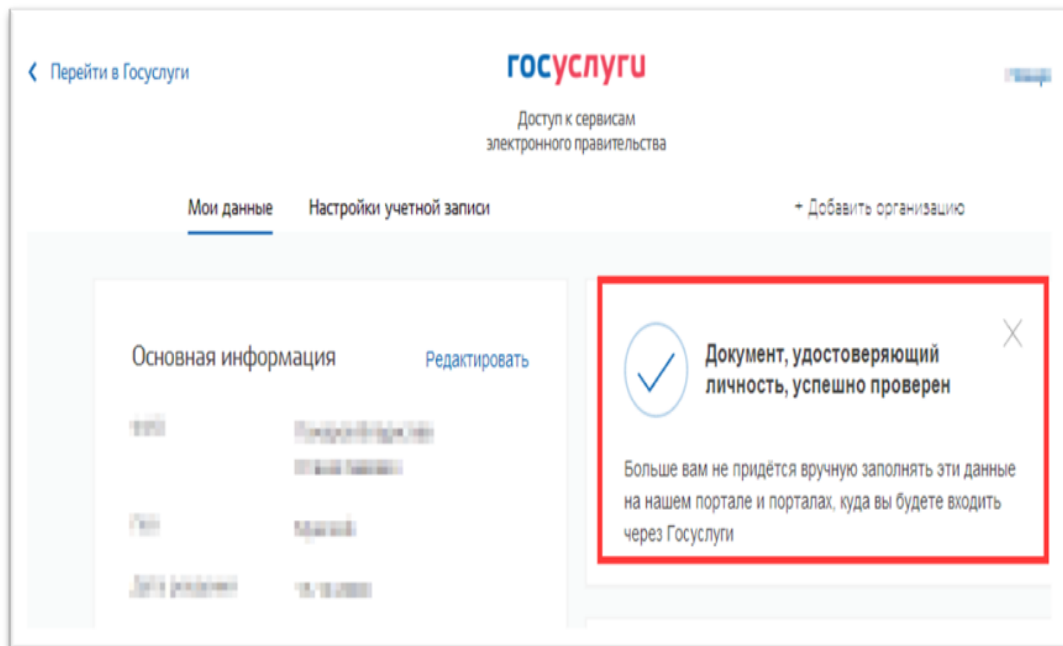 Перейти в Госуслуги
госуслуги
Доступ к сервисам
электронного правительства
Мои данные
Настройки учетной записи
+ Добавить организацию
Основная информация
Редактировать
Документ, удостоверяющий
личность, успешно проверен
Больше вам не придётся вручную заполнять эти данные
на нашем портале и порталах, куда вы будете входить
через Госуслуги